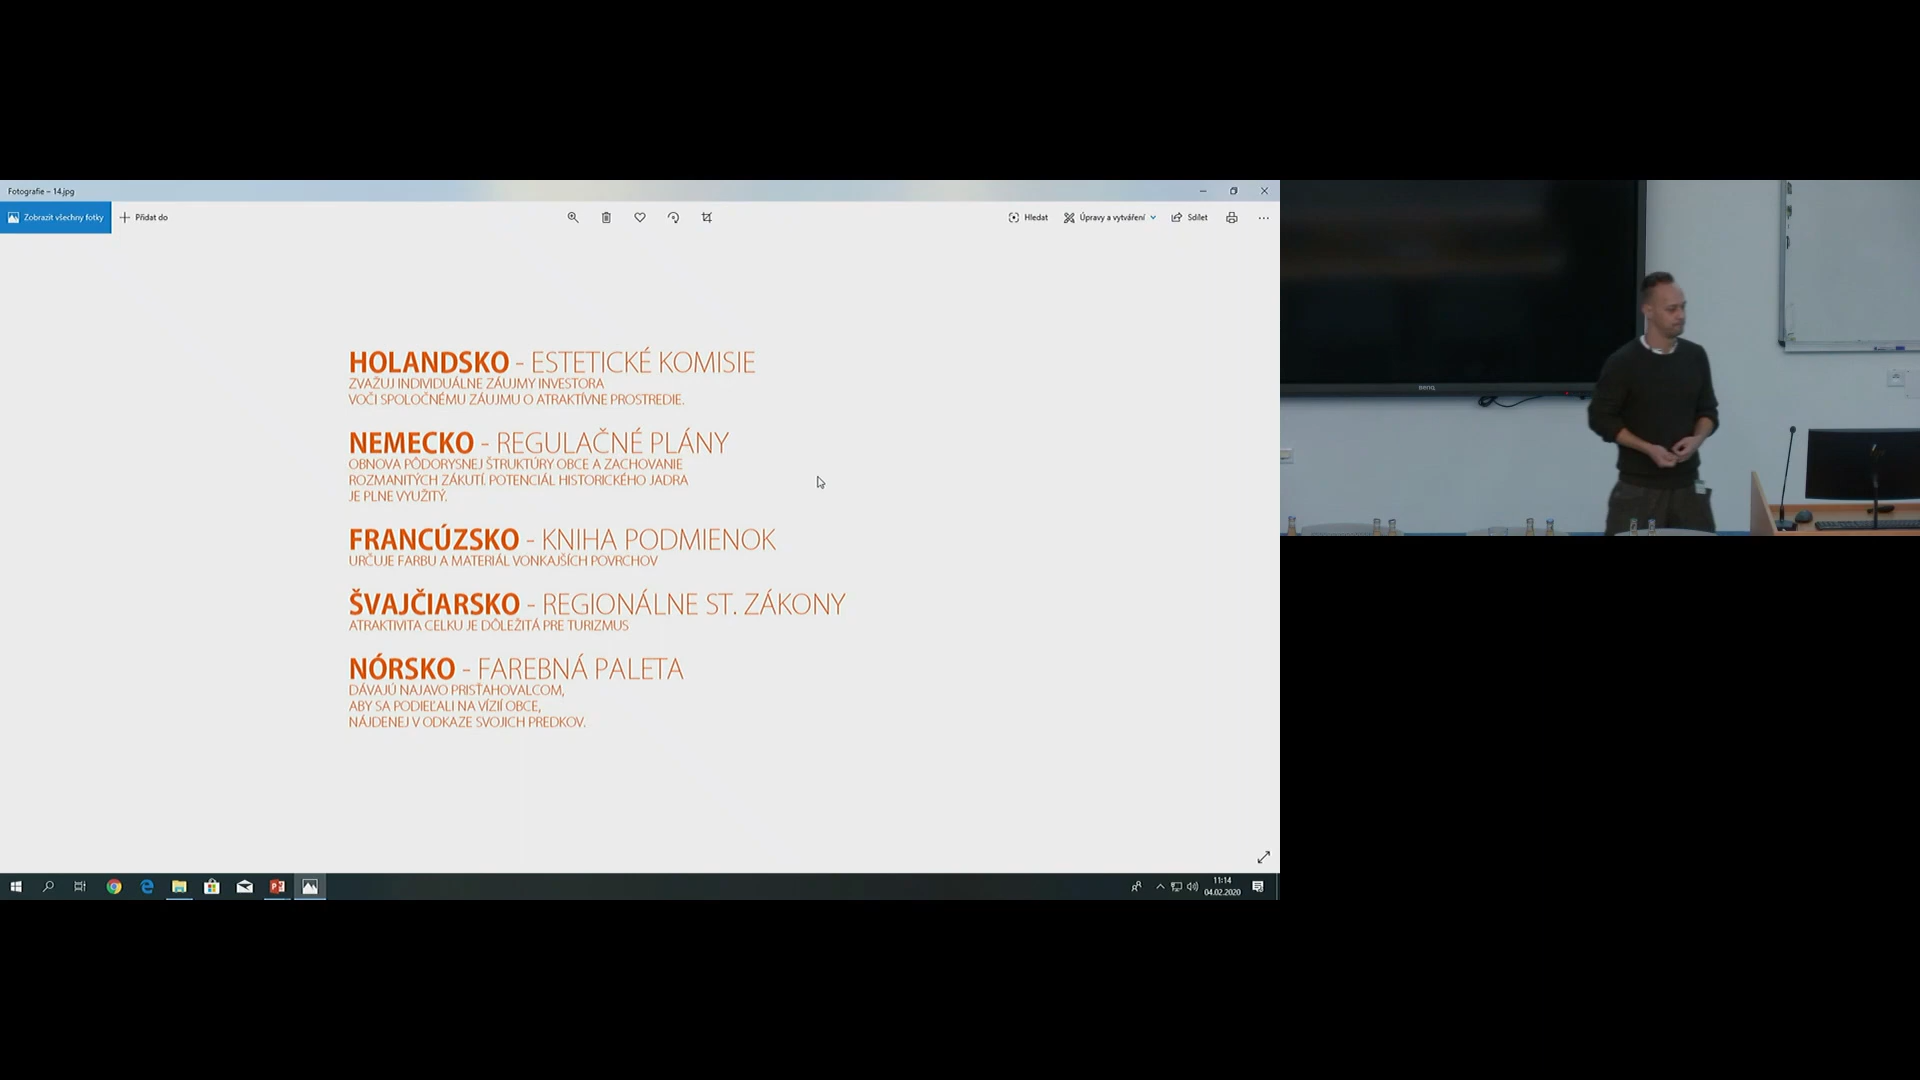 Fotografie – 14.jpg
Zobrazit všechny fotky
Přidat do
Hledat
Úpravy a vytváření
Sdílet
HOLANDSKO - ESTETICKÉ KOMISIE
ZVAŽUJ INDIVIDUÁLNE ZÁUJMY INVESTORA
VOČI SPOLOČNÉMU ZÁUJMU O ATRAKTÍVNE PROSTREDIE.
NEMECKO - REGULAČNÉ PLÁNY
OBNOVA PÔDORYSNEJ ŠTRUKTÚRY OBCE A ZACHOVANIE
ROZMANITÝCH ZÁKUTÍ. POTENCIÁL HISTORICKÉHO JADRA
JE PLNE VYUŽITÝ.
FRANCÚZSKO - KNIHA PODMIENOK
URČUJE FARBU A MATERIÁL VONKAJŠÍCH POVRCHOV
ŠVAJČIARSKO - REGIONÁLNE ST. ZÁKONY
ATRAKTIVITA CELKU JE DÔLEŽITÁ PRE TURIZMUS
NÓRSKO - FAREBNÁ PALETA
DÁVAJÚ NAJAVO PRISŤAHOVALCOM,
ABY SA PODIEĽALI NA VÍZIÍ OBCE,
NÁJDENEJ V ODKAZE SVOJICH PREDKOV.
11:14
04.02.2020
BenQ